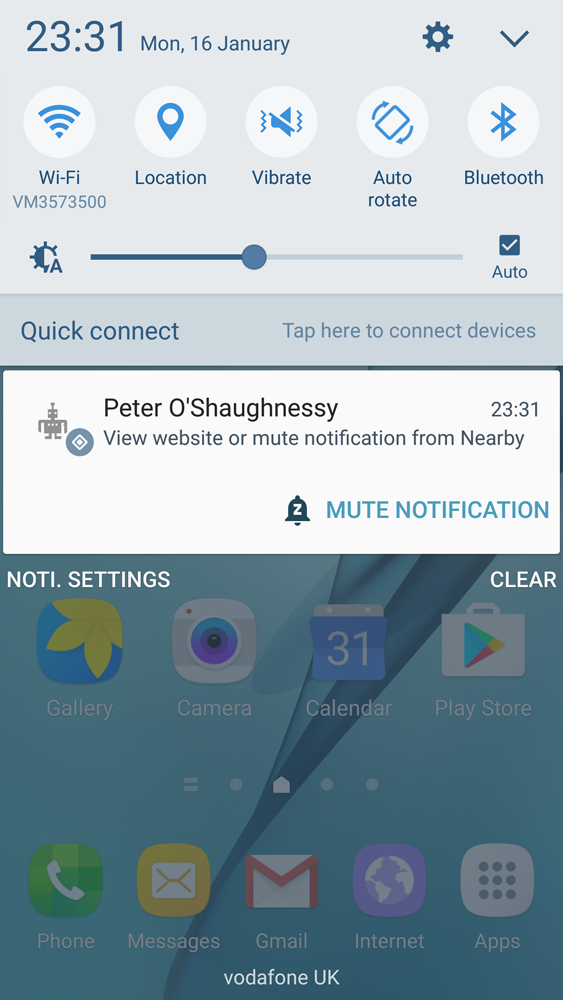 23:31 Mon, 16 January
Wi-Fi Location Vibrate Auto rotate Bluetooth
VM3573500
A Auto
Quick connect Tap here to connect devices
Peter O'Shaughnessy 23:31
View website or mute notification from Nearby
Z MUTE NOTIFICATION
NOTI. SETTINGS CLEAR
31
Gallery Camera Calendar Play Store
Phone Messages Gmail Internet Apps
vodafone UK